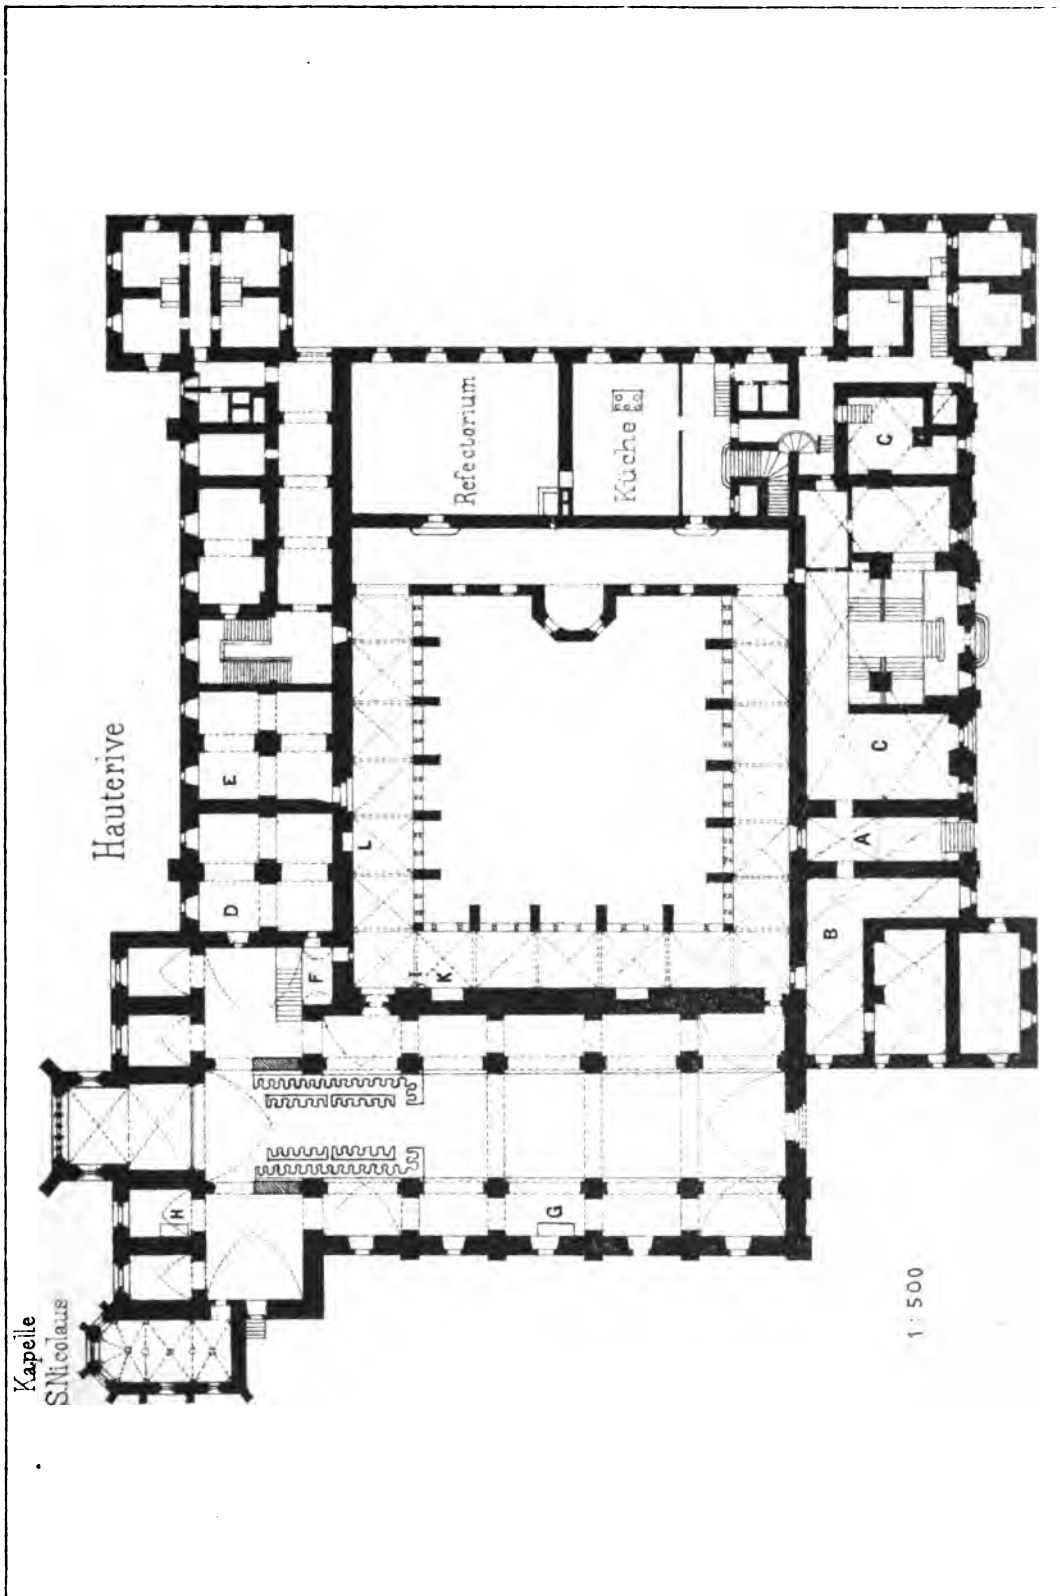 Kapelle
S. Nicolaus
Hauterive
Refectorium
Küche
E
D
F
L
I
K
H
G
A
B
C
C
1 : 500